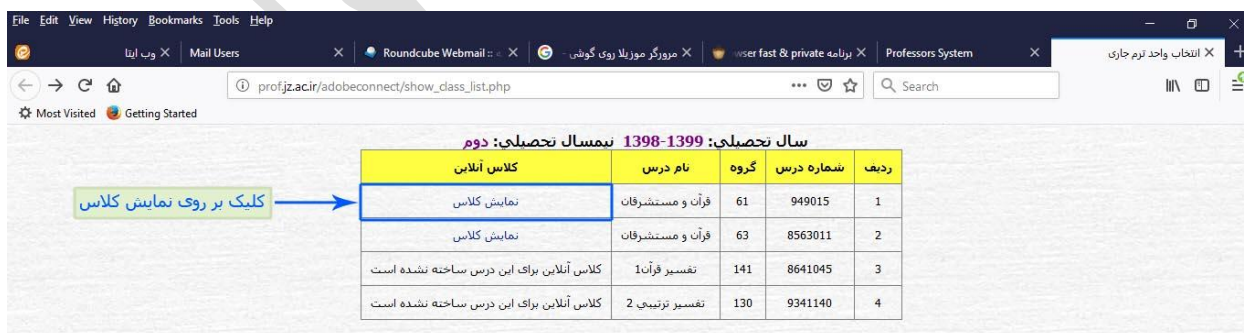 File Edit View History Bookmarks Tools Help
وب ایتا Mail Users Roundcube Webmail :: مرورگر موزیلا روی گوشی - wser fast & private برنامه Professors System انتخاب واحد ترم جاری
prof.jz.ac.ir/adobeconnect/show_class_list.php Search
Most Visited Getting Started
سال تحصیلي: 1398-1399 نیمسال تحصیلي: دوم
ردیف شماره درس گروه نام درس کلاس آنلاین
1 949015 61 قرآن و مستشرقان نمایش کلاس
کلیک بر روی نمایش کلاس
2 8563011 63 قرآن و مستشرقان نمایش کلاس
3 8641045 141 تفسیر قرآن1 کلاس آنلاین برای این درس ساخته نشده است
4 9341140 130 تفسیر ترتیبي 2 کلاس آنلاین برای این درس ساخته نشده است